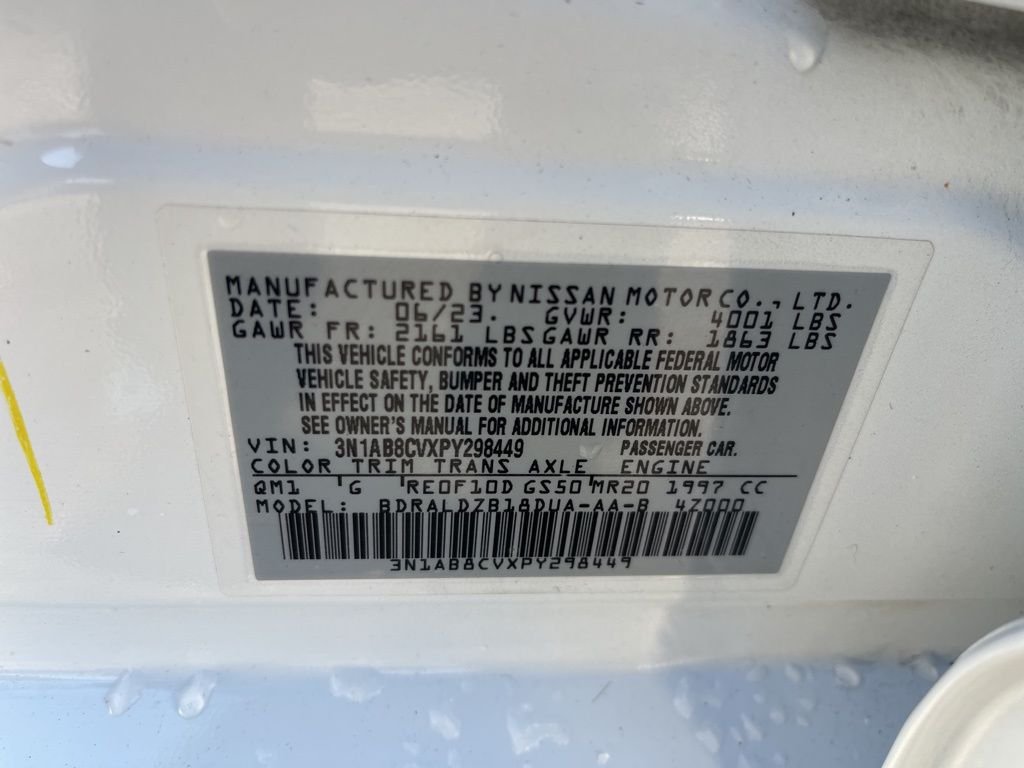 MANUFACTURED BY NISSAN MOTOR CO., LTD.
DATE: 06/23. GVWR: 4001 LBS
GAWR FR: 2161 LBS GAWR RR: 1863 LBS
THIS VEHICLE CONFORMS TO ALL APPLICABLE FEDERAL MOTOR
VEHICLE SAFETY, BUMPER AND THEFT PREVENTION STANDARDS
IN EFFECT ON THE DATE OF MANUFACTURE SHOWN ABOVE.
SEE OWNER'S MANUAL FOR ADDITIONAL INFORMATION.
VIN: 3N1AB8CVXPY298449 PASSENGER CAR.
COLOR TRIM TRANS AXLE ENGINE
QM1 G RE0F10D GS50 MR20 1997 CC
MODEL: BDRALDZB18DUA-AA-B 4Z000
3N1AB8CVXPY298449